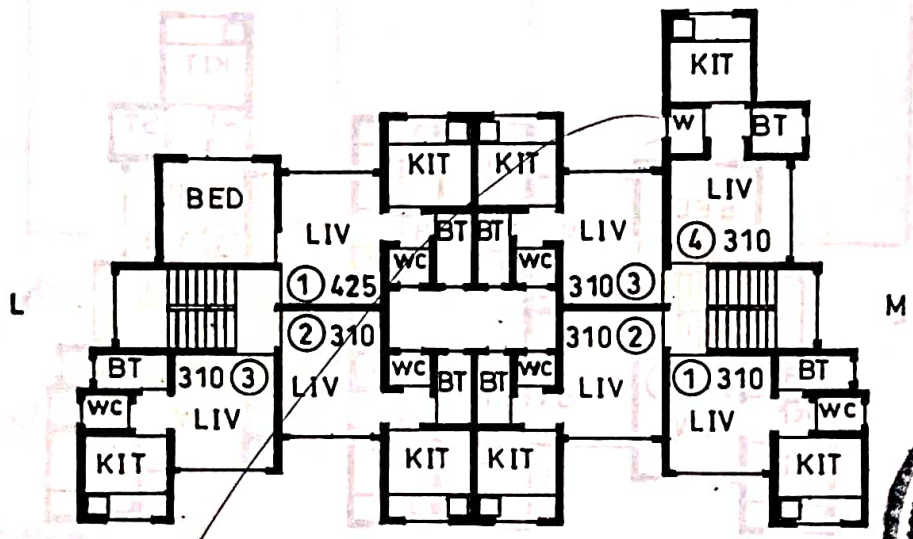 KIT
W BT
KIT KIT
BED
LIV
LIV BT BT LIV
④ 310
WC WC
① 425 310 ③
L M
② 310 310 ②
BT 310 ③ WC BT BT WC ① 310 BT
LIV LIV
WC LIV LIV WC
KIT KIT KIT KIT